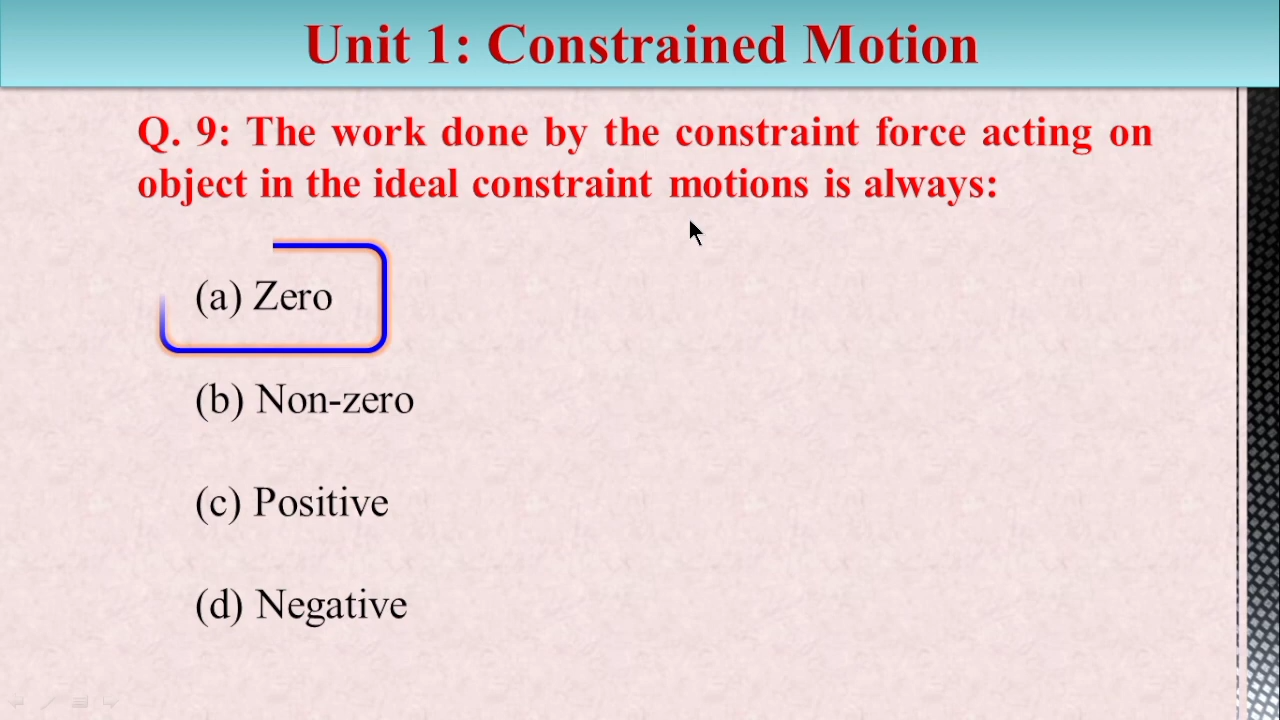 Unit 1: Constrained Motion
Q. 9: The work done by the constraint force acting on
object in the ideal constraint motions is always:
(a) Zero
(b) Non-zero
(c) Positive
(d) Negative